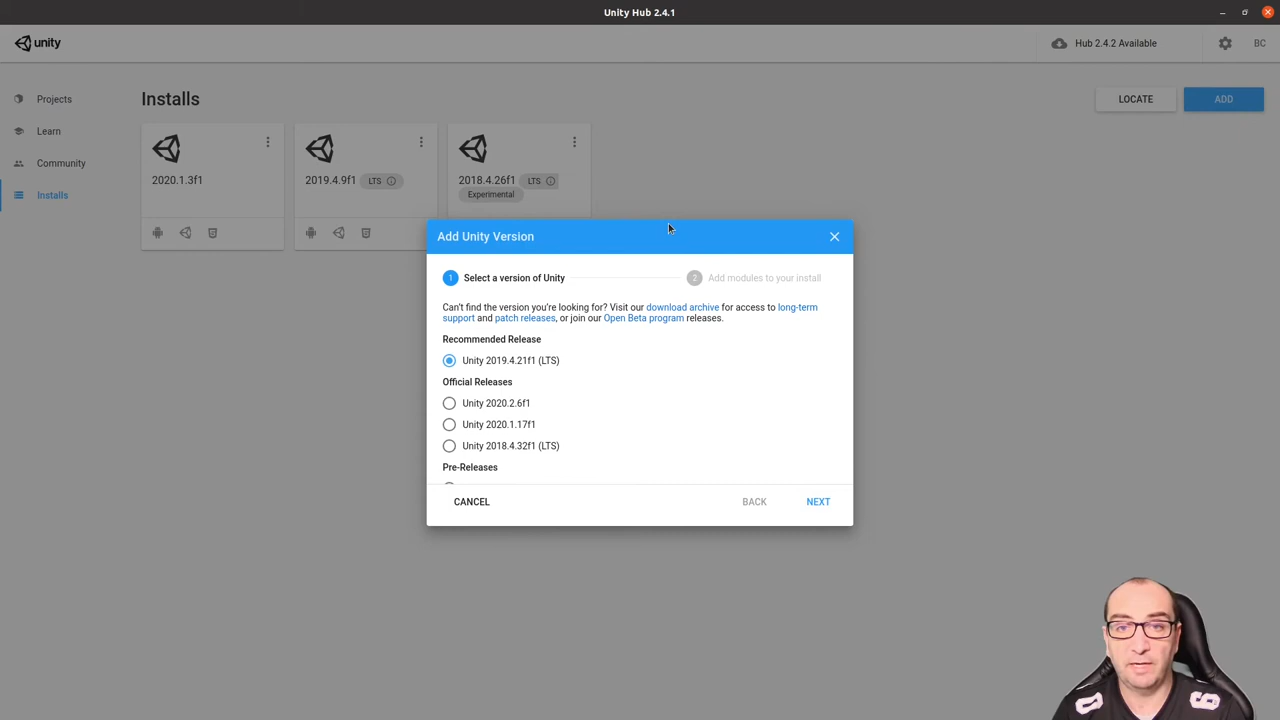 Unity Hub 2.4.1
unity
Hub 2.4.2 Available
BC
Projects
Learn
Community
Installs
Installs
LOCATE
ADD
2020.1.3f1
2019.4.9f1 LTS
2018.4.26f1 LTS
Experimental
Add Unity Version
1 Select a version of Unity
2 Add modules to your install
Can't find the version you're looking for? Visit our download archive for access to long-term
support and patch releases, or join our Open Beta program releases.
Recommended Release
Unity 2019.4.21f1 (LTS)
Official Releases
Unity 2020.2.6f1
Unity 2020.1.17f1
Unity 2018.4.32f1 (LTS)
Pre-Releases
CANCEL
BACK
NEXT